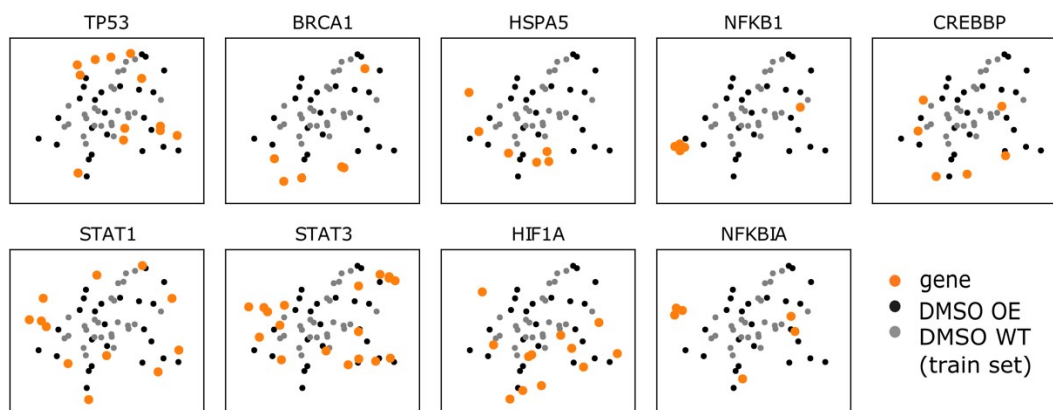 TP53 BRCA1 HSPA5 NFKB1 CREBBP
STAT1 STAT3 HIF1A NFKBIA
gene
DMSO OE
DMSO WT
(train set)